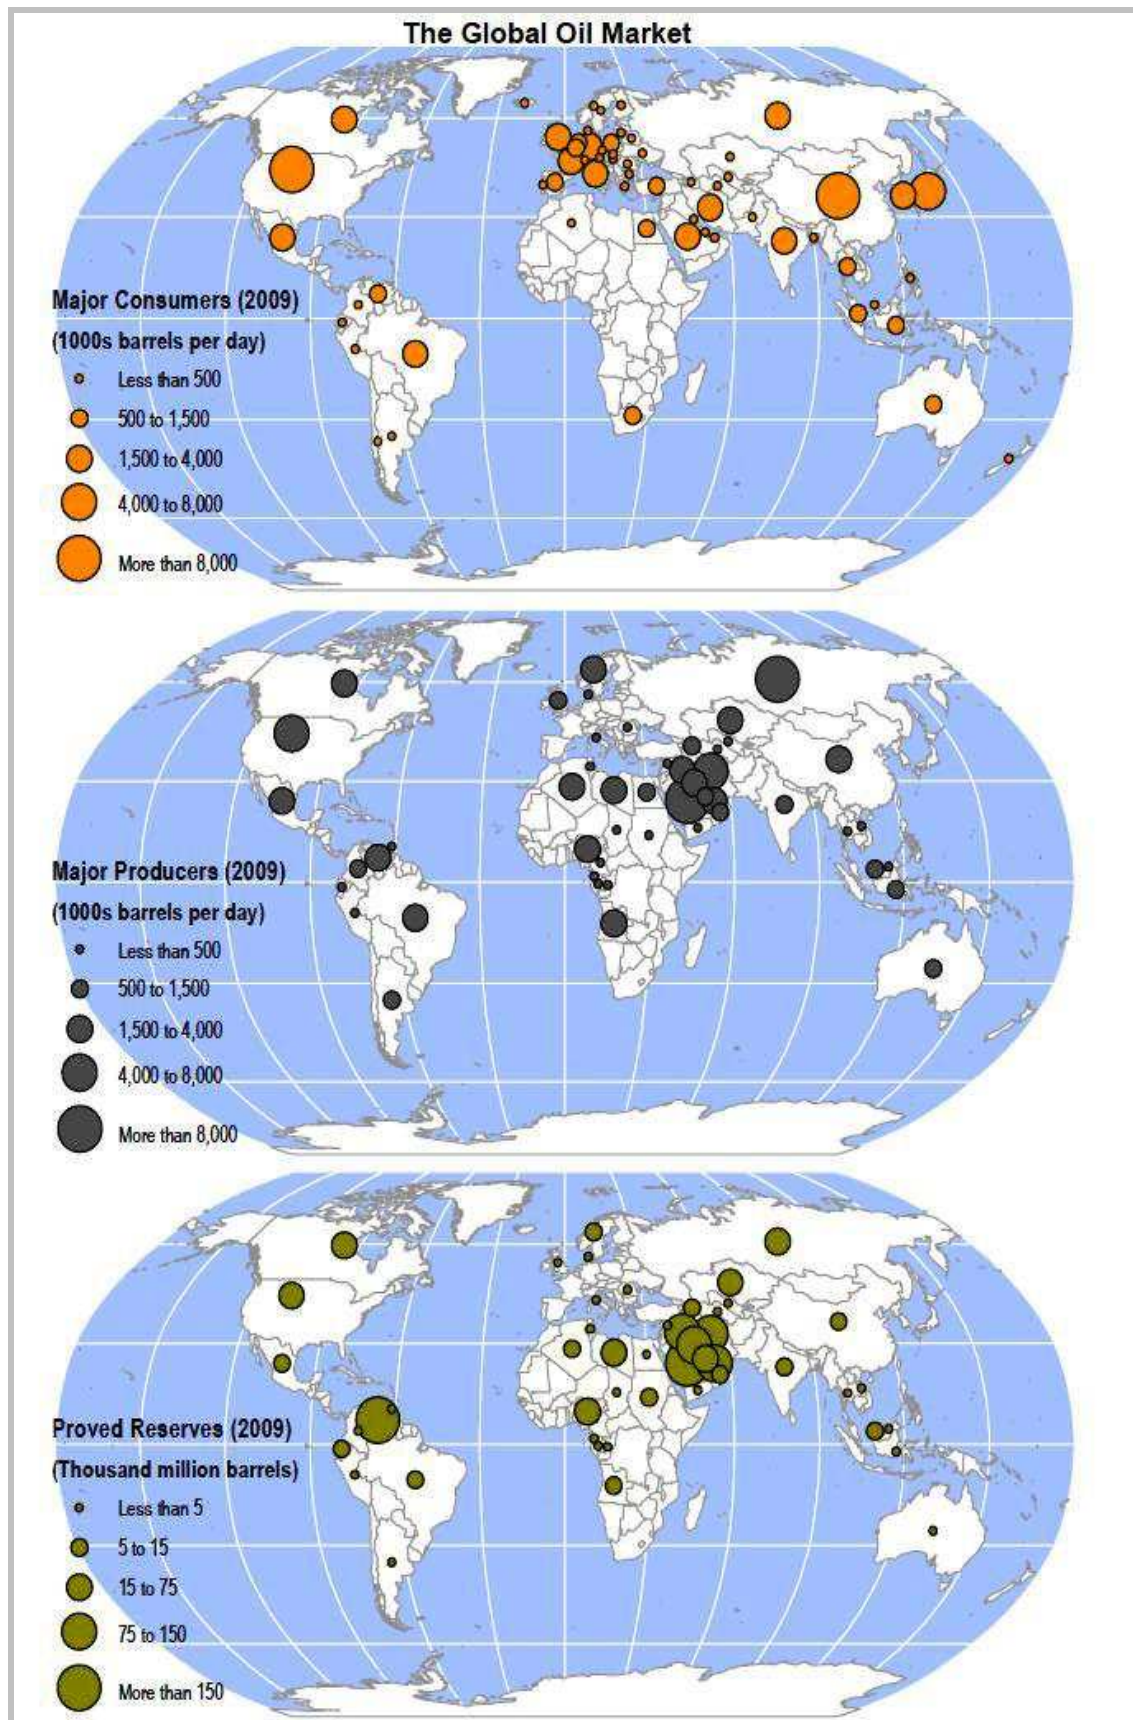 The Global Oil Market
Major Consumers (2009)
(1000s barrels per day)
Less than 500
500 to 1,500
1,500 to 4,000
4,000 to 8,000
More than 8,000
Major Producers (2009)
(1000s barrels per day)
Less than 500
500 to 1,500
1,500 to 4,000
4,000 to 8,000
More than 8,000
Proved Reserves (2009)
(Thousand million barrels)
Less than 5
5 to 15
15 to 75
75 to 150
More than 150